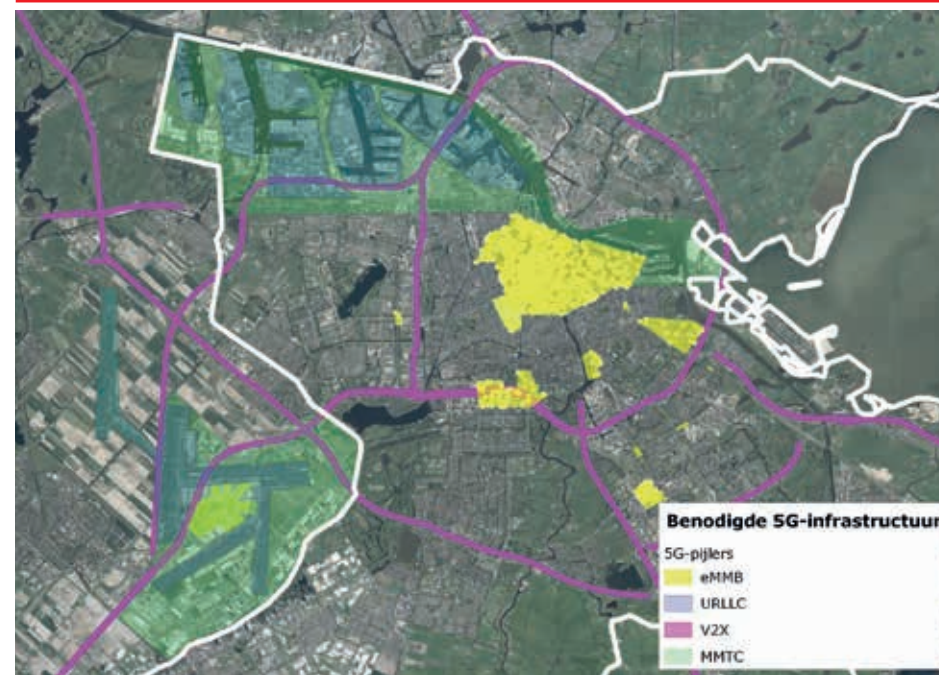 Benodigde 5G-infrastructuur
5G-pijlers
eMMB
URLLC
V2X
MMTC